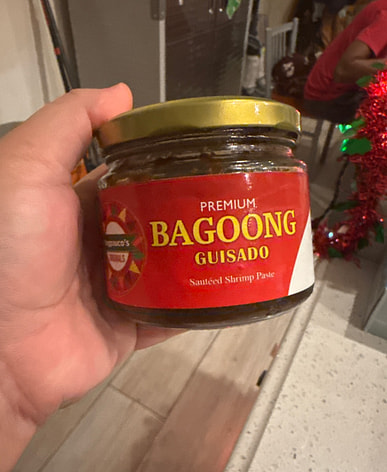 PREMIUM
BAGOONG
GUISADO
Sautéed Shrimp Paste